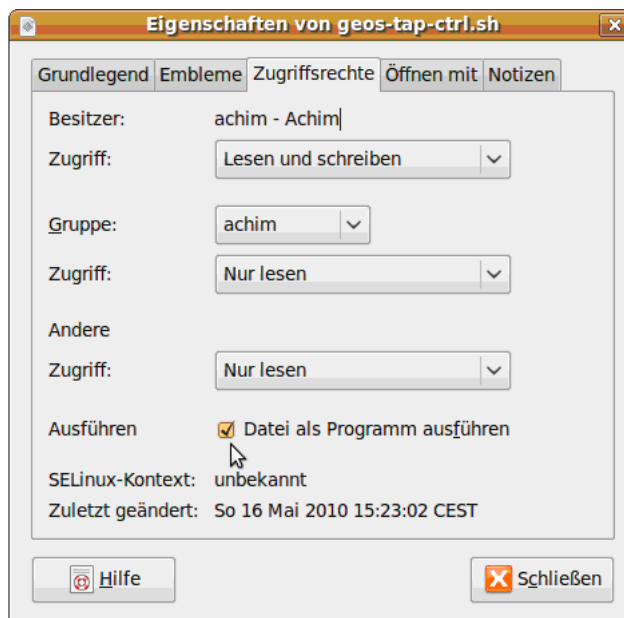 Eigenschaften von geos-tap-ctrl.sh
Grundlegend Embleme Zugriffsrechte Öffnen mit Notizen
Besitzer: achim - Achim
Zugriff: Lesen und schreiben
Gruppe: achim
Zugriff: Nur lesen
Andere
Zugriff: Nur lesen
Ausführen Datei als Programm ausführen
SELinux-Kontext: unbekannt
Zuletzt geändert: So 16 Mai 2010 15:23:02 CEST
Hilfe Schließen